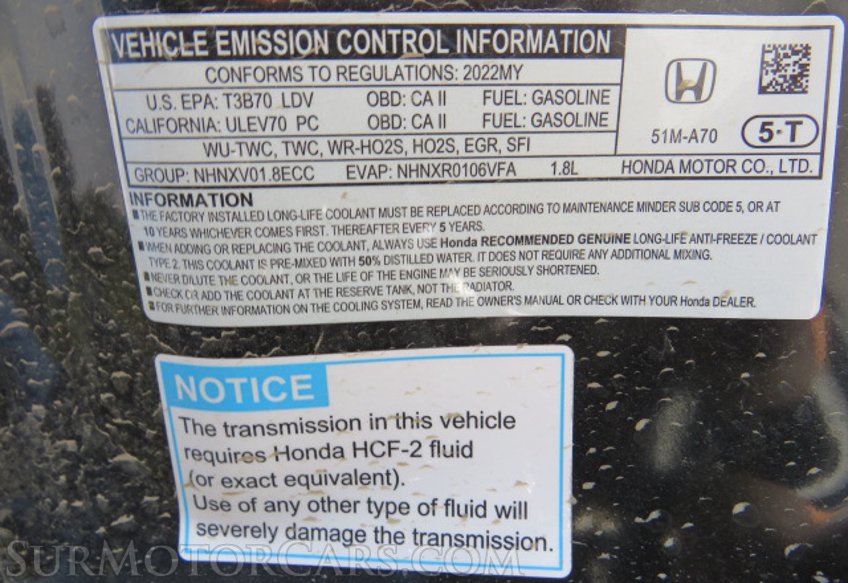 VEHICLE EMISSION CONTROL INFORMATION
CONFORMS TO REGULATIONS: 2022MY
U.S. EPA: T3B70 LDV OBD: CA II FUEL: GASOLINE
CALIFORNIA: ULEV70 PC OBD: CA II FUEL: GASOLINE
WU-TWC, TWC, WR-HO2S, HO2S, EGR, SFI
51M-A70 5·T
GROUP: NHNXV01.8ECC EVAP: NHNXR0106VFA 1.8L HONDA MOTOR CO., LTD.
INFORMATION
■THE FACTORY INSTALLED LONG-LIFE COOLANT MUST BE REPLACED ACCORDING TO MAINTENANCE MINDER SUB CODE 5, OR AT
10 YEARS WHICHEVER COMES FIRST. THEREAFTER EVERY 5 YEARS.
■WHEN ADDING OR REPLACING THE COOLANT, ALWAYS USE Honda RECOMMENDED GENUINE LONG-LIFE ANTI-FREEZE / COOLANT
TYPE 2. THIS COOLANT IS PRE-MIXED WITH 50% DISTILLED WATER. IT DOES NOT REQUIRE ANY ADDITIONAL MIXING.
■NEVER DILUTE THE COOLANT, OR THE LIFE OF THE ENGINE MAY BE SERIOUSLY SHORTENED.
■CHECK OR ADD THE COOLANT AT THE RESERVE TANK, NOT THE RADIATOR.
■FOR FURTHER INFORMATION ON THE COOLING SYSTEM, READ THE OWNER'S MANUAL OR CHECK WITH YOUR Honda DEALER.
NOTICE
The transmission in this vehicle
requires Honda HCF-2 fluid
(or exact equivalent).
Use of any other type of fluid will
severely damage the transmission.
SurMotorCars.com